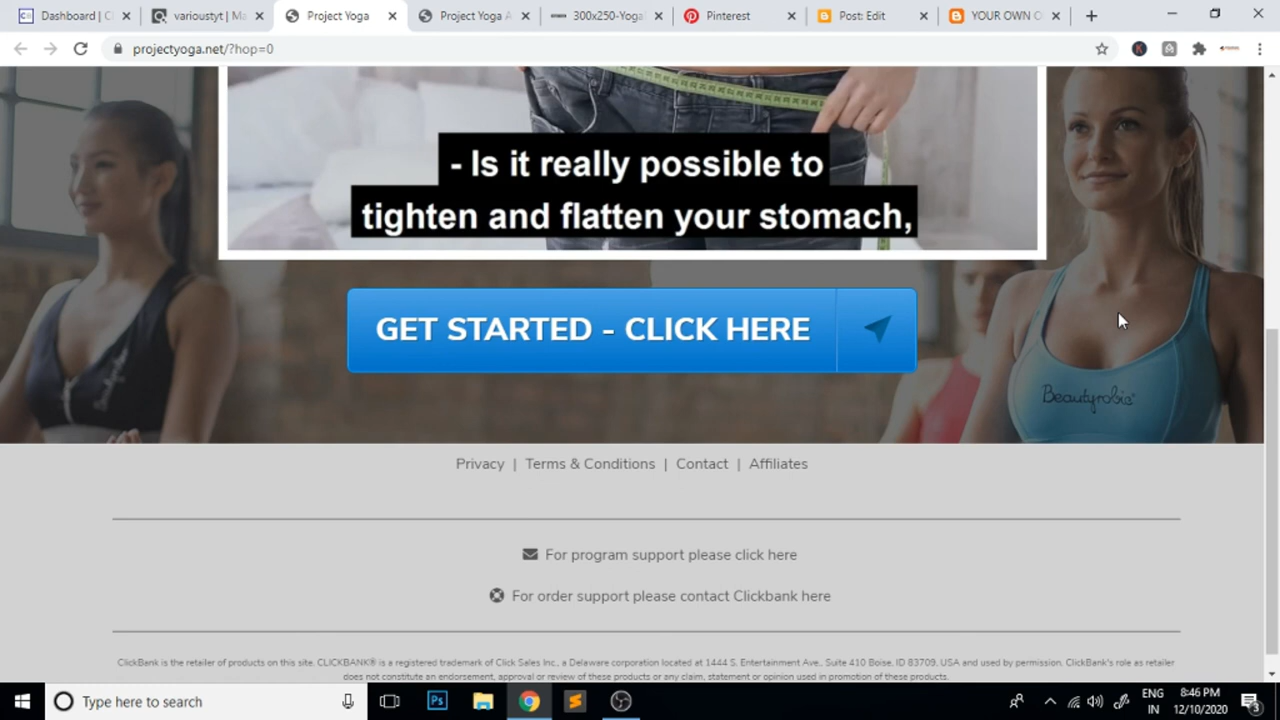 Dashboard | C
varioustyt | Ma
Project Yoga
Project Yoga A
300x250-Yoga
Pinterest
Post: Edit
YOUR OWN C
projectyoga.net/?hop=0
- Is it really possible to
tighten and flatten your stomach,
GET STARTED - CLICK HERE
Beautyrobic
Privacy | Terms & Conditions | Contact | Affiliates
For program support please click here
For order support please contact Clickbank here
ClickBank is the retailer of products on this site. CLICKBANK® is a registered trademark of Click Sales Inc., a Delaware corporation located at 1444 S. Entertainment Ave., Suite 410 Boise, ID 83709, USA and used by permission. ClickBank's role as retailer
does not constitute an endorsement, approval or review of these products or any claim, statement or opinion used in promotion of these products.
Type here to search
Ps
ENG
IN
8:46 PM
12/10/2020
3